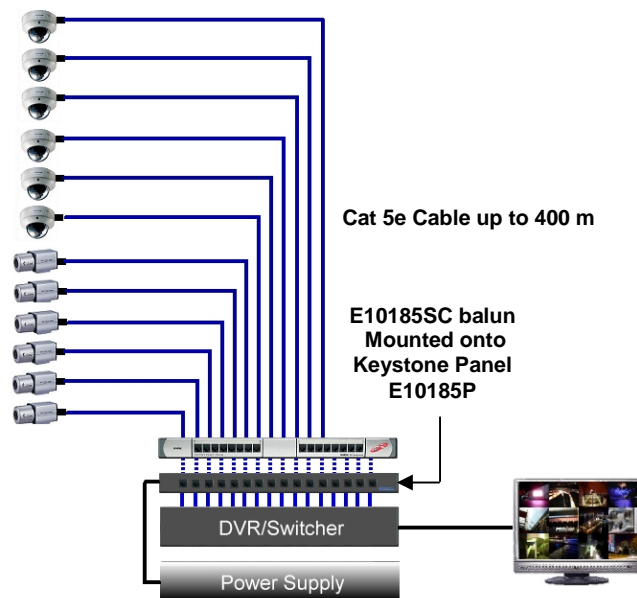 Cat 5e Cable up to 400 m
E10185SC balun
Mounted onto
Keystone Panel
E10185P
DVR/Switcher
Power Supply